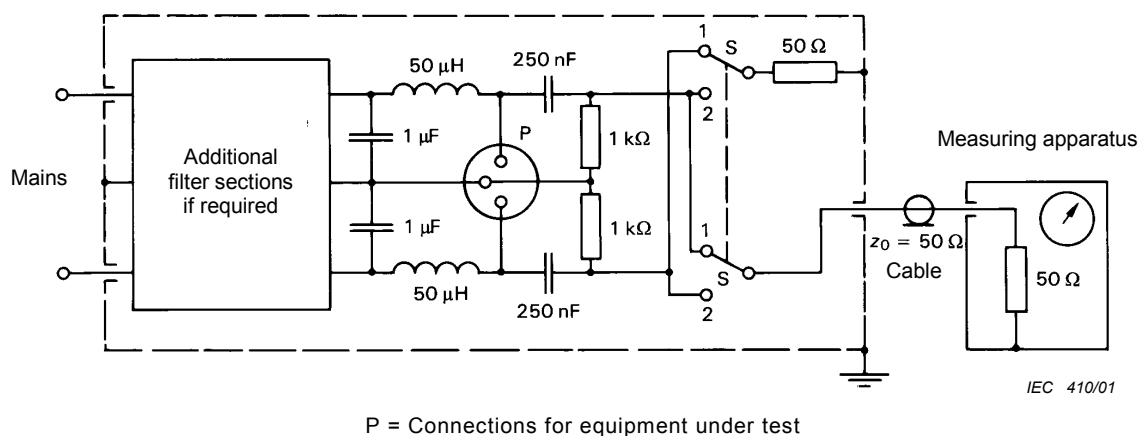 1
S
50 Ω
50 μH
250 nF
2
1 μF
P
1 kΩ
Measuring apparatus
Mains
Additional
filter sections
if required
1 μF
1 kΩ
1
S
2
50 μH
250 nF
z0 = 50 Ω
Cable
50 Ω
IEC 410/01
P = Connections for equipment under test